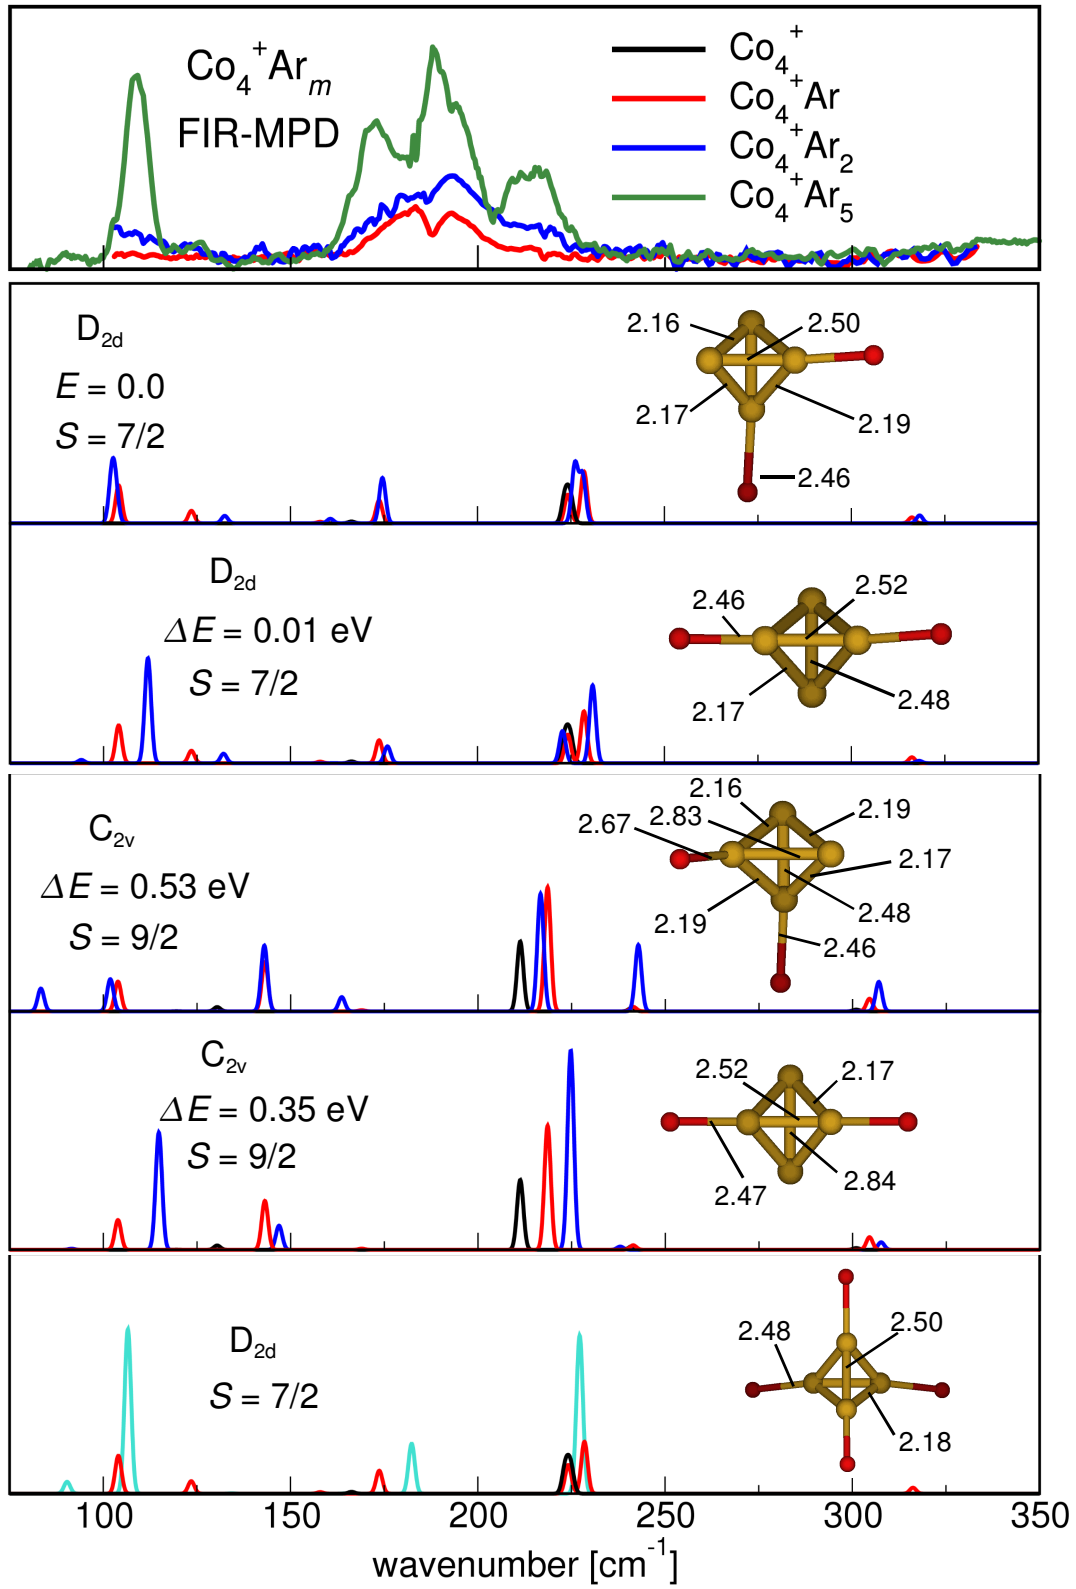 Co4+Arm
FIR-MPD
Co4+
Co4+Ar
Co4+Ar2
Co4+Ar5
D2d
E = 0.0
S = 7/2
2.16
2.50
2.17
2.19
2.46
D2d
ΔE = 0.01 eV
S = 7/2
2.46
2.52
2.17
2.48
C2v
ΔE = 0.53 eV
S = 9/2
2.16
2.83
2.19
2.67
2.17
2.19
2.48
2.46
C2v
ΔE = 0.35 eV
S = 9/2
2.52
2.17
2.47
2.84
D2d
S = 7/2
2.48
2.50
2.18
100 150 200 250 300 350
wavenumber [cm-1]